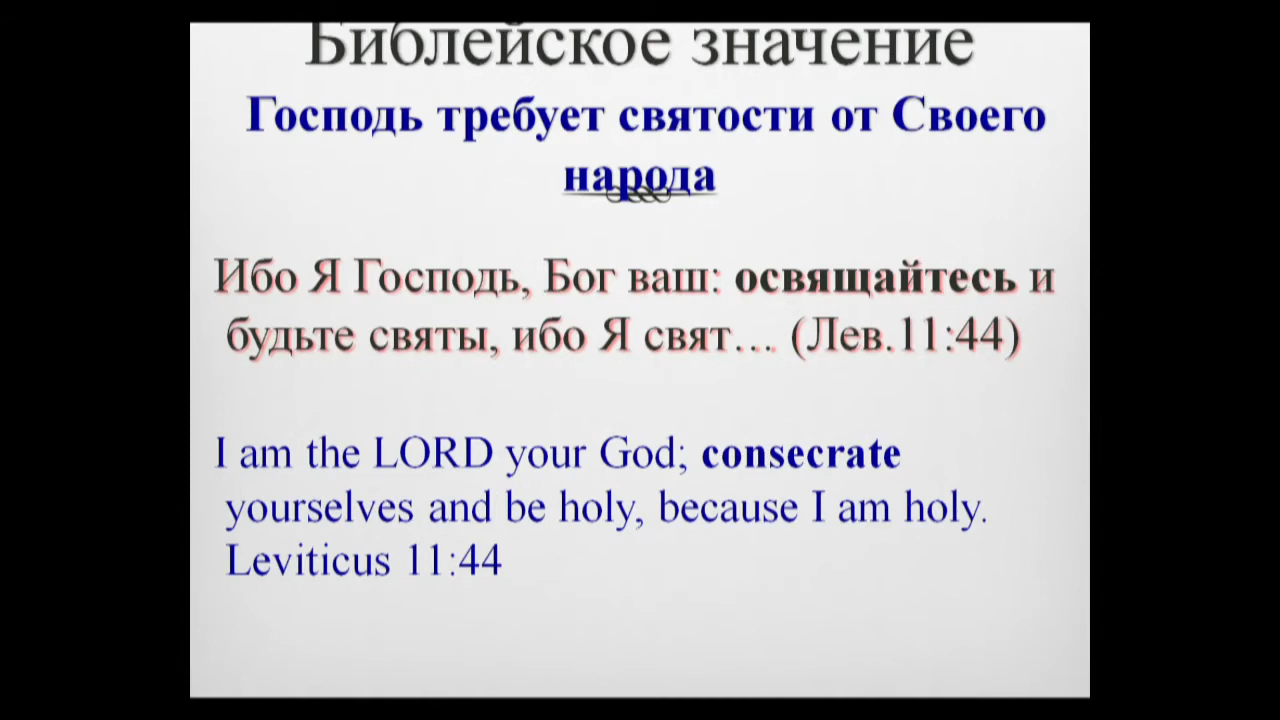 Библейское значение
Господь требует святости от Своего
народа
Ибо Я Господь, Бог ваш: освящайтесь и
будьте святы, ибо Я свят… (Лев.11:44)
I am the LORD your God; consecrate
yourselves and be holy, because I am holy.
Leviticus 11:44